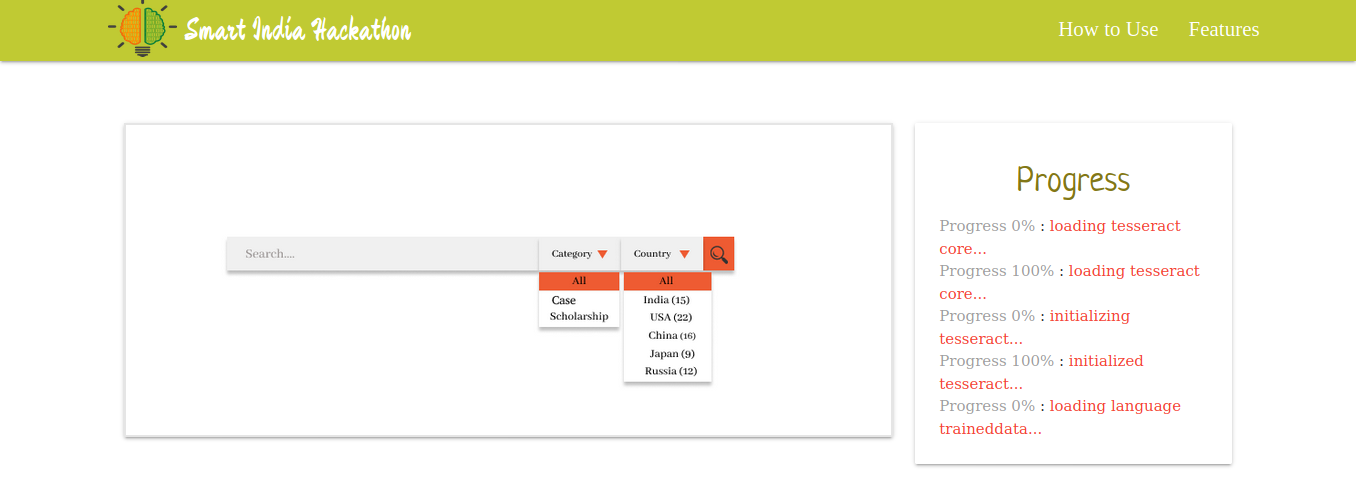 Smart India Hackathon
How to Use
Features
Search....
Category
Country
All
Case
Scholarship
All
India (15)
USA (22)
China (16)
Japan (9)
Russia (12)
Progress
Progress 0% : loading tesseract
core...
Progress 100% : loading tesseract
core...
Progress 0% : initializing
tesseract...
Progress 100% : initialized
tesseract...
Progress 0% : loading language
traineddata...